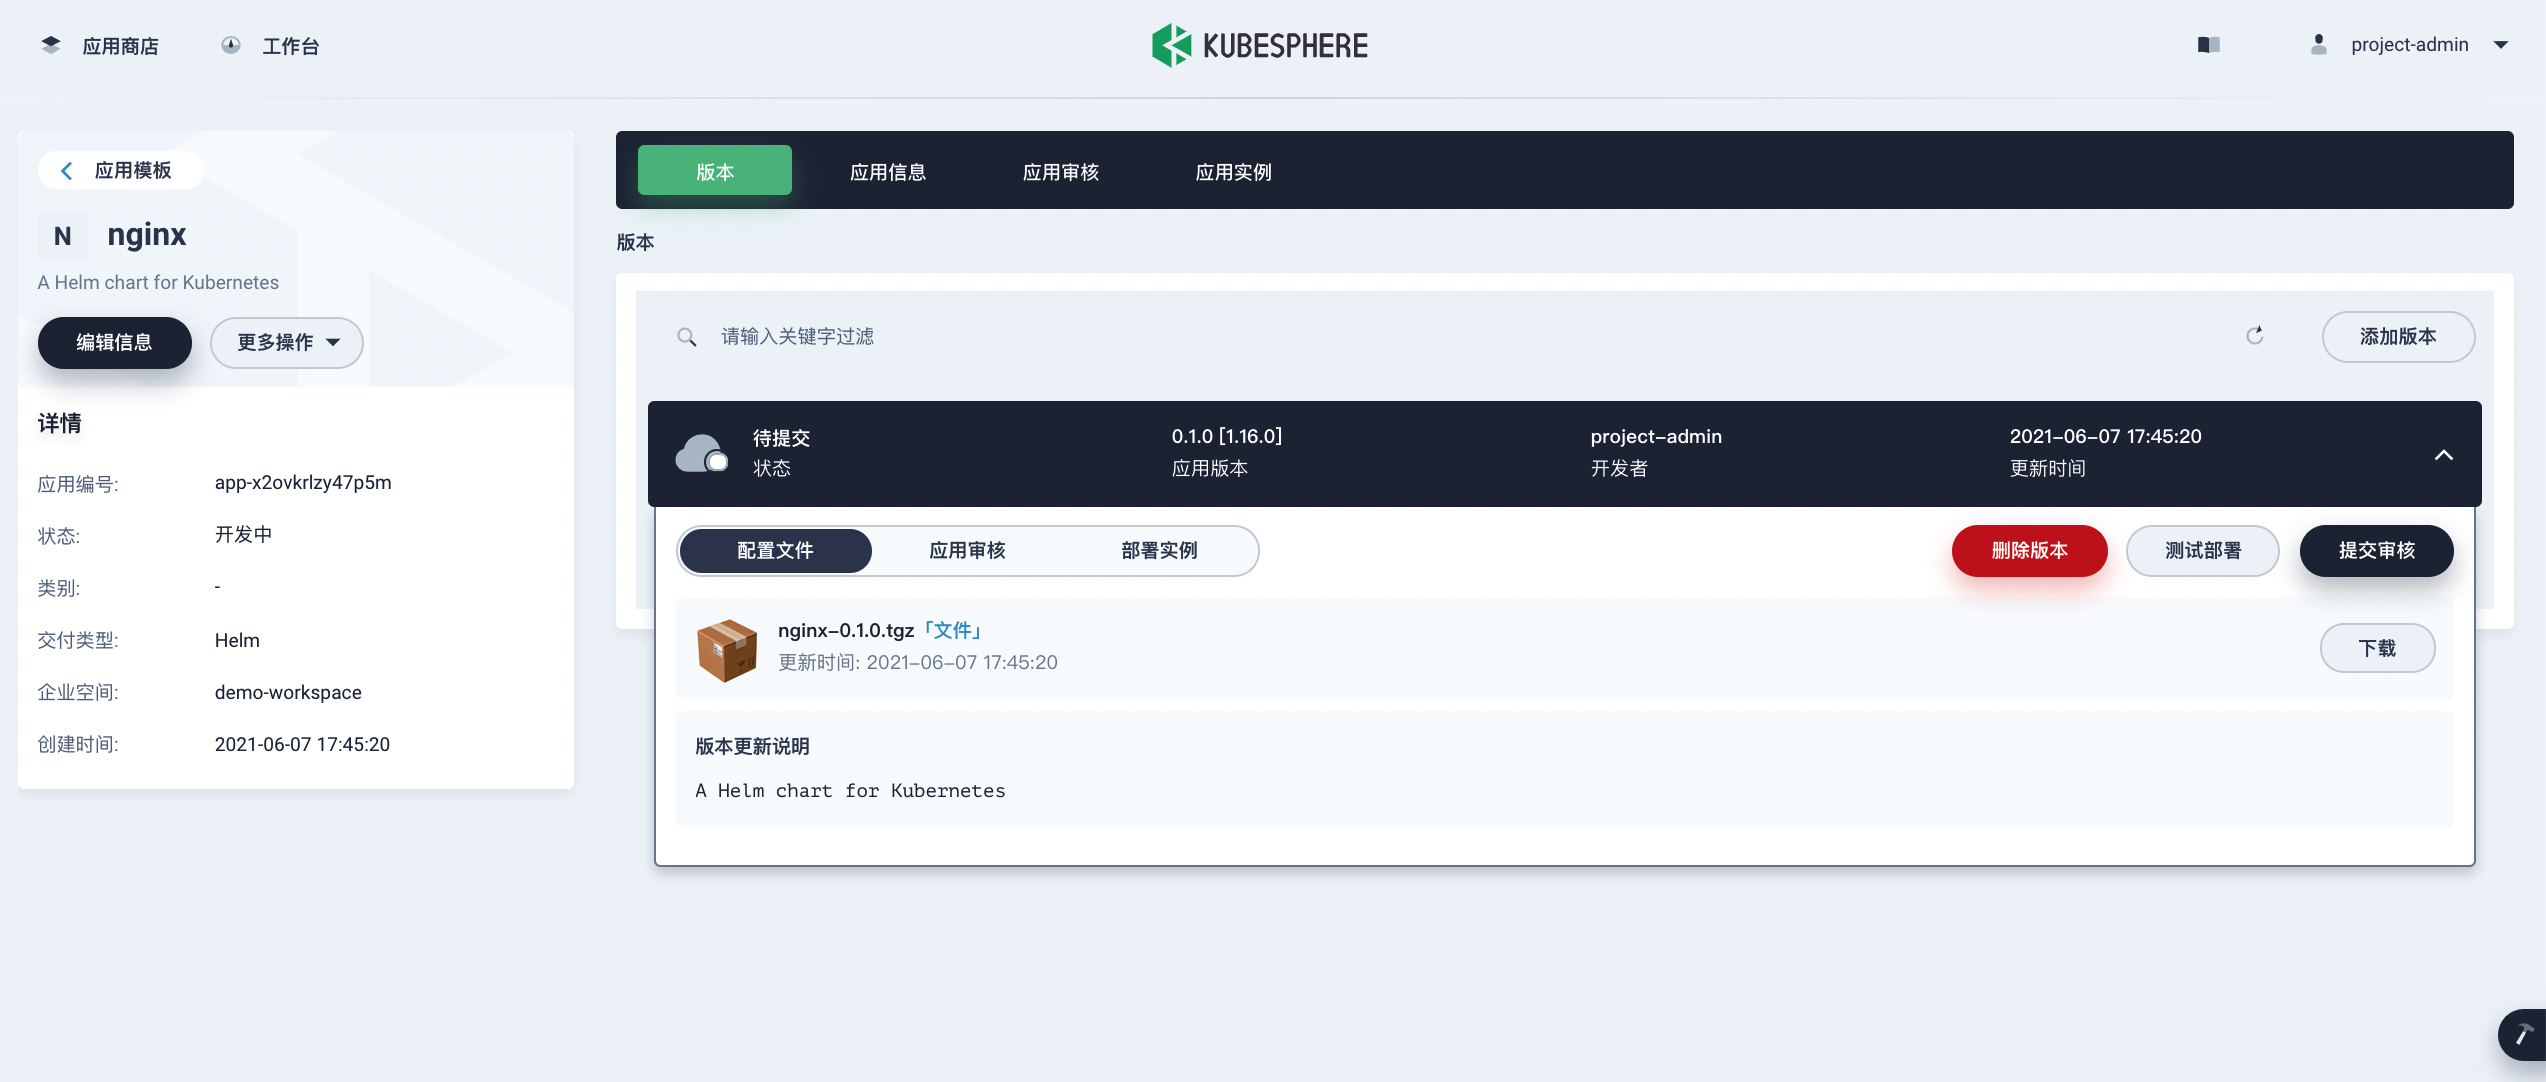 应用商店
工作台
KUBESPHERE
project-admin
应用模板
N
nginx
A Helm chart for Kubernetes
编辑信息
更多操作
详情
应用编号: app-x2ovkrlzy47p5m
状态: 开发中
类别: -
交付类型: Helm
企业空间: demo-workspace
创建时间: 2021-06-07 17:45:20
版本
应用信息
应用审核
应用实例
版本
请输入关键字过滤
添加版本
待提交
状态
0.1.0 [1.16.0]
应用版本
project-admin
开发者
2021-06-07 17:45:20
更新时间
配置文件
应用审核
部署实例
删除版本
测试部署
提交审核
nginx-0.1.0.tgz「文件」
更新时间: 2021-06-07 17:45:20
下载
版本更新说明
A Helm chart for Kubernetes